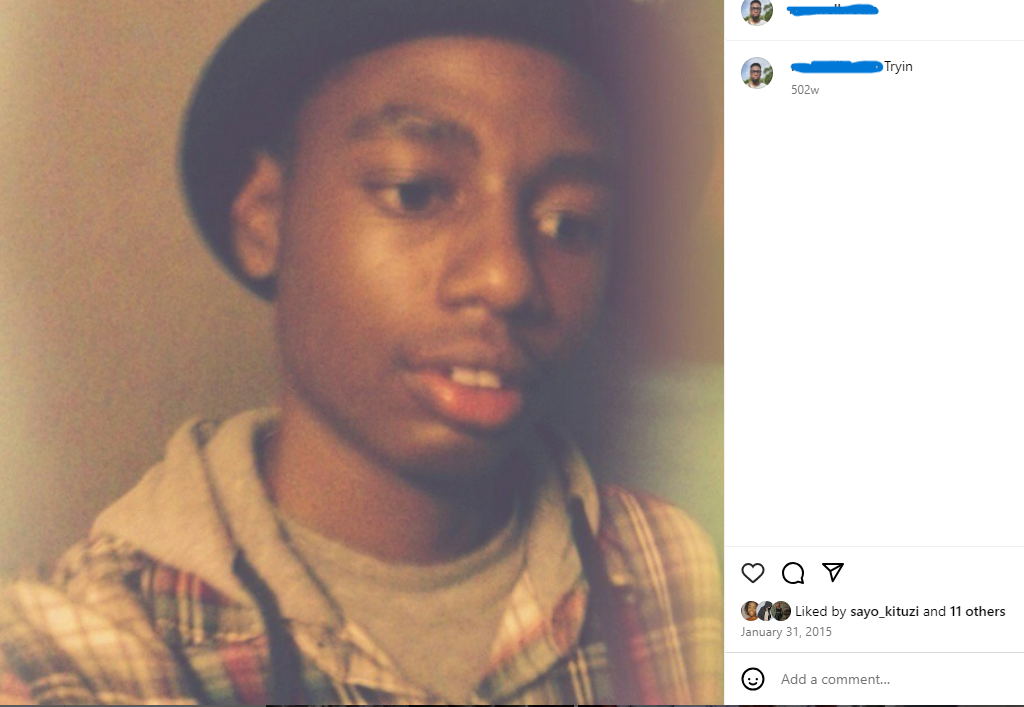 Tryin
502w
Liked by sayo_kituzi and 11 others
January 31, 2015
Add a comment...